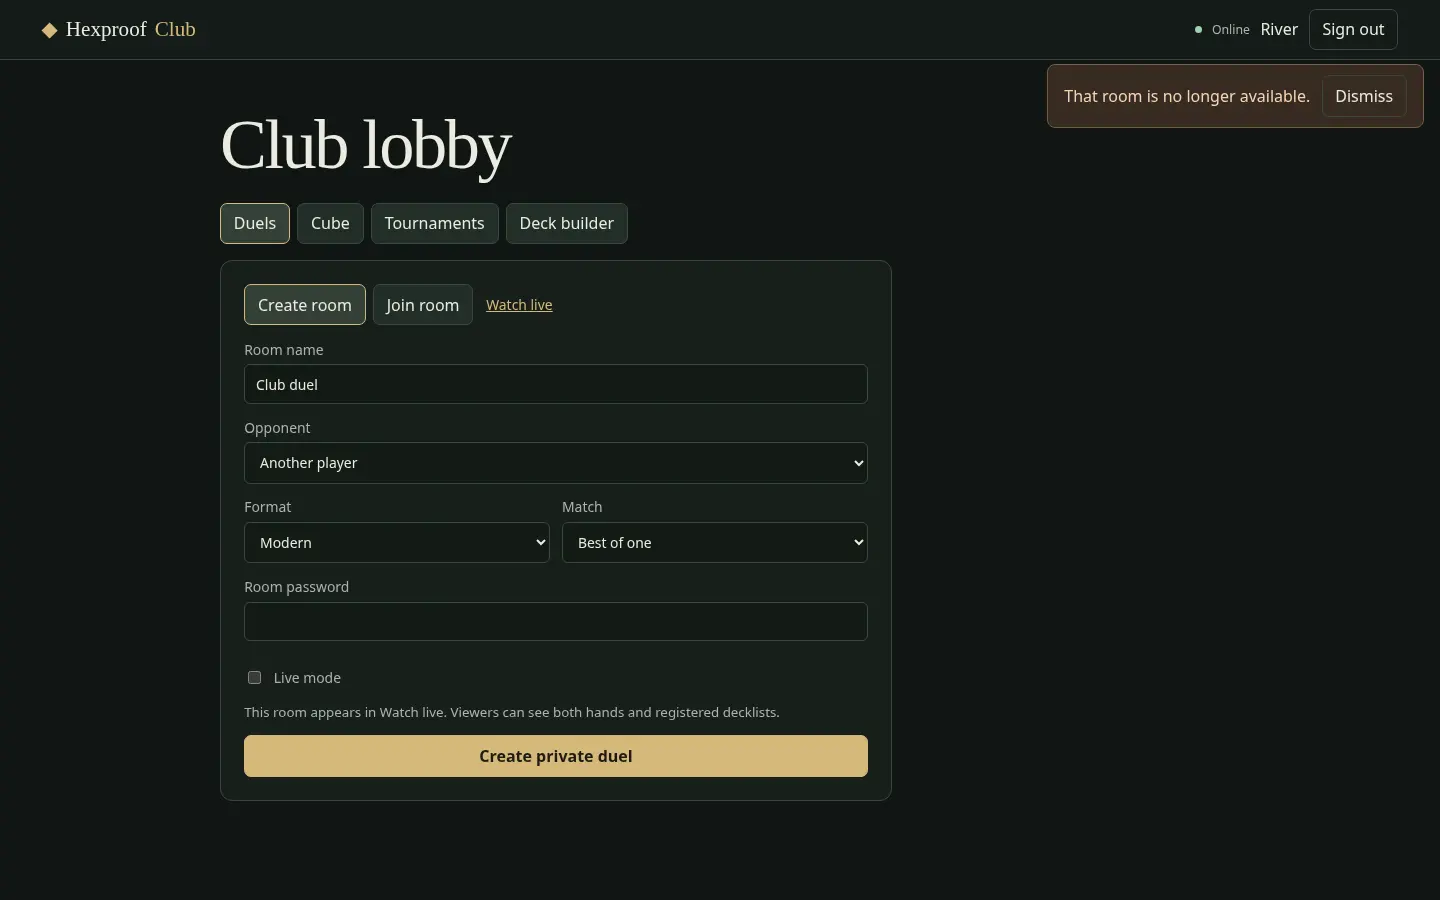 Hexproof Club
Online River Sign out
That room is no longer available. Dismiss
Club lobby
Duels Cube Tournaments Deck builder
Create room Join room Watch live
Room name
Club duel
Opponent
Another player
Format Match
Modern Best of one
Room password
Live mode
This room appears in Watch live. Viewers can see both hands and registered decklists.
Create private duel